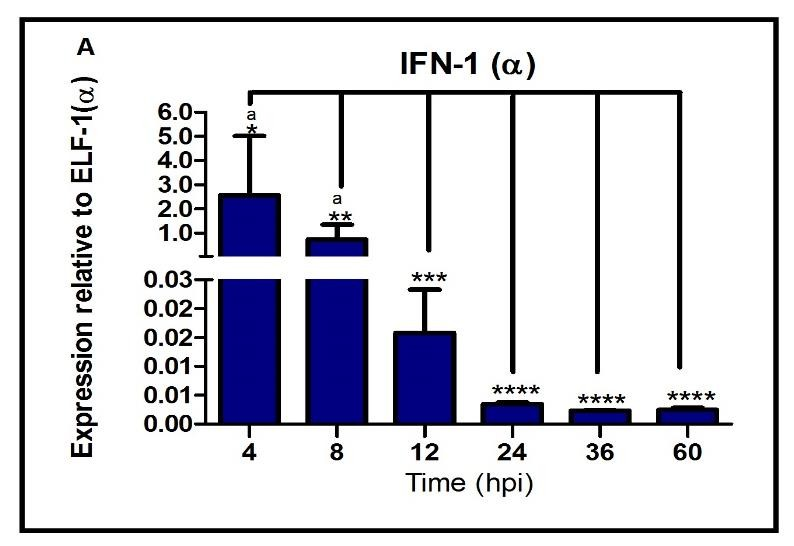 A
IFN-1 (α)
Expression relative to ELF-1(α)
6.0
5.0
4.0
3.0
2.0
1.0
0.03
0.02
0.02
0.01
0.01
0.00
a
*
a
**
***
****
****
****
4 8 12 24 36 60
Time (hpi)